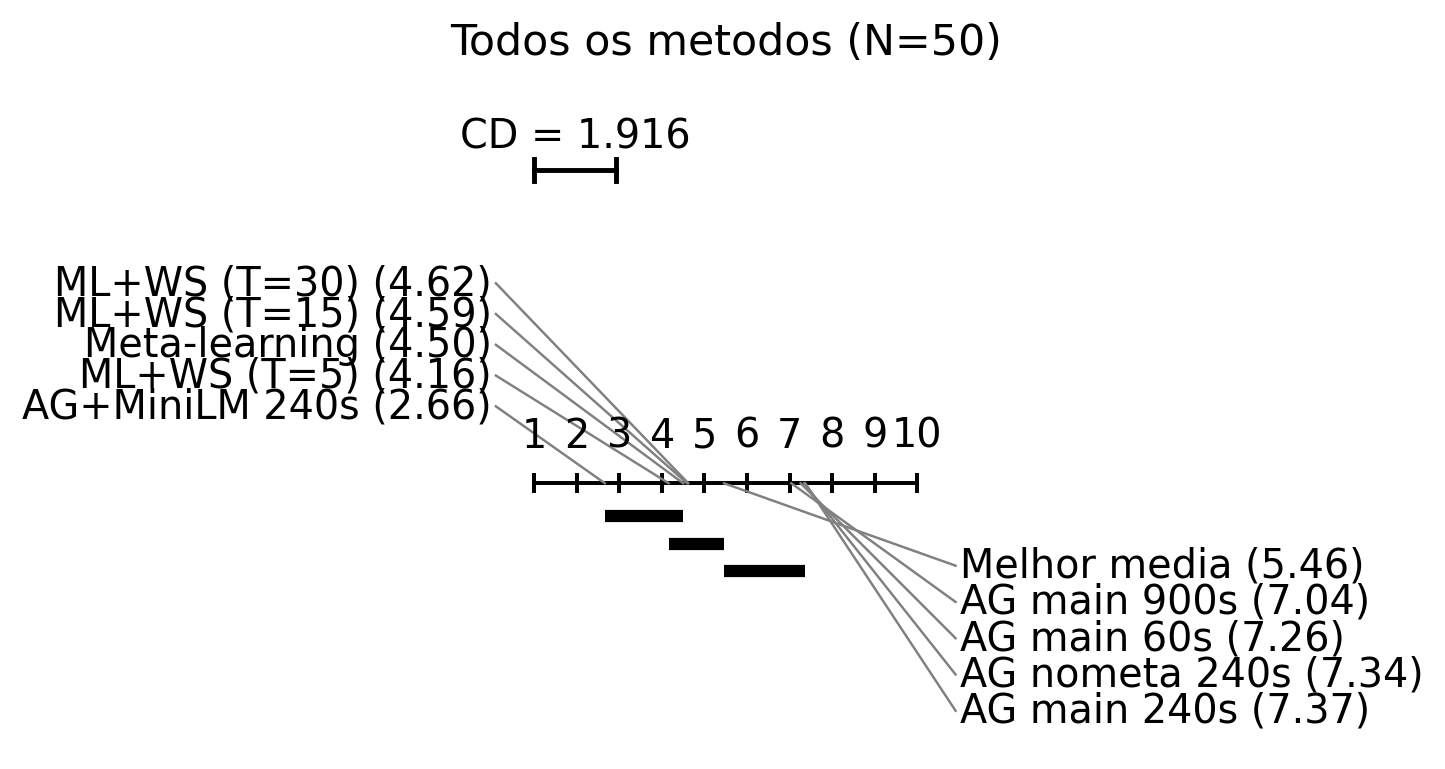 Todos os metodos (N=50)
CD = 1.916
ML+WS (T=30) (4.62)
ML+WS (T=15) (4.59)
Meta-learning (4.50)
ML+WS (T=5) (4.16)
AG+MiniLM 240s (2.66)
1 2 3 4 5 6 7 8 9 10
Melhor media (5.46)
AG main 900s (7.04)
AG main 60s (7.26)
AG nometa 240s (7.34)
AG main 240s (7.37)